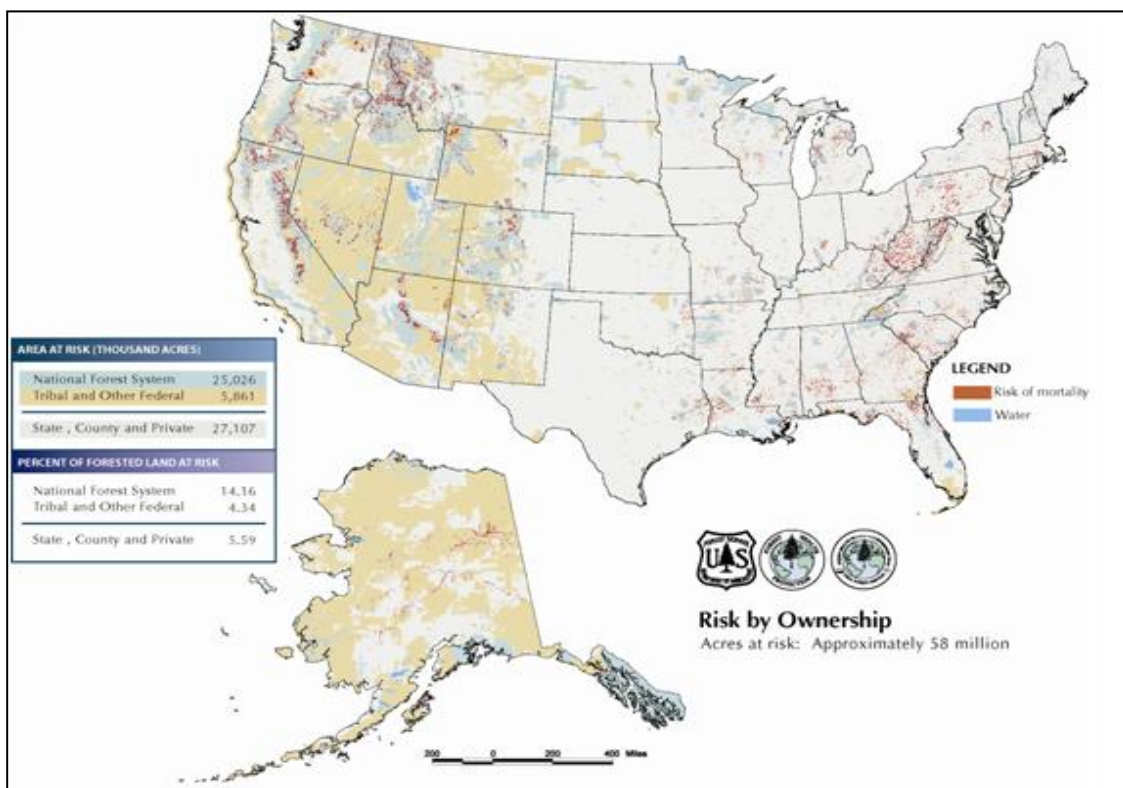 AREA AT RISK (THOUSAND ACRES)
National Forest System 25,026
Tribal and Other Federal 5,861
State , County and Private 27,107
PERCENT OF FORESTED LAND AT RISK
National Forest System 14.16
Tribal and Other Federal 4.34
State , County and Private 5.59
LEGEND
Risk of mortality
Water
U S
Risk by Ownership
Acres at risk: Approximately 58 million
200 0 200 400 Miles